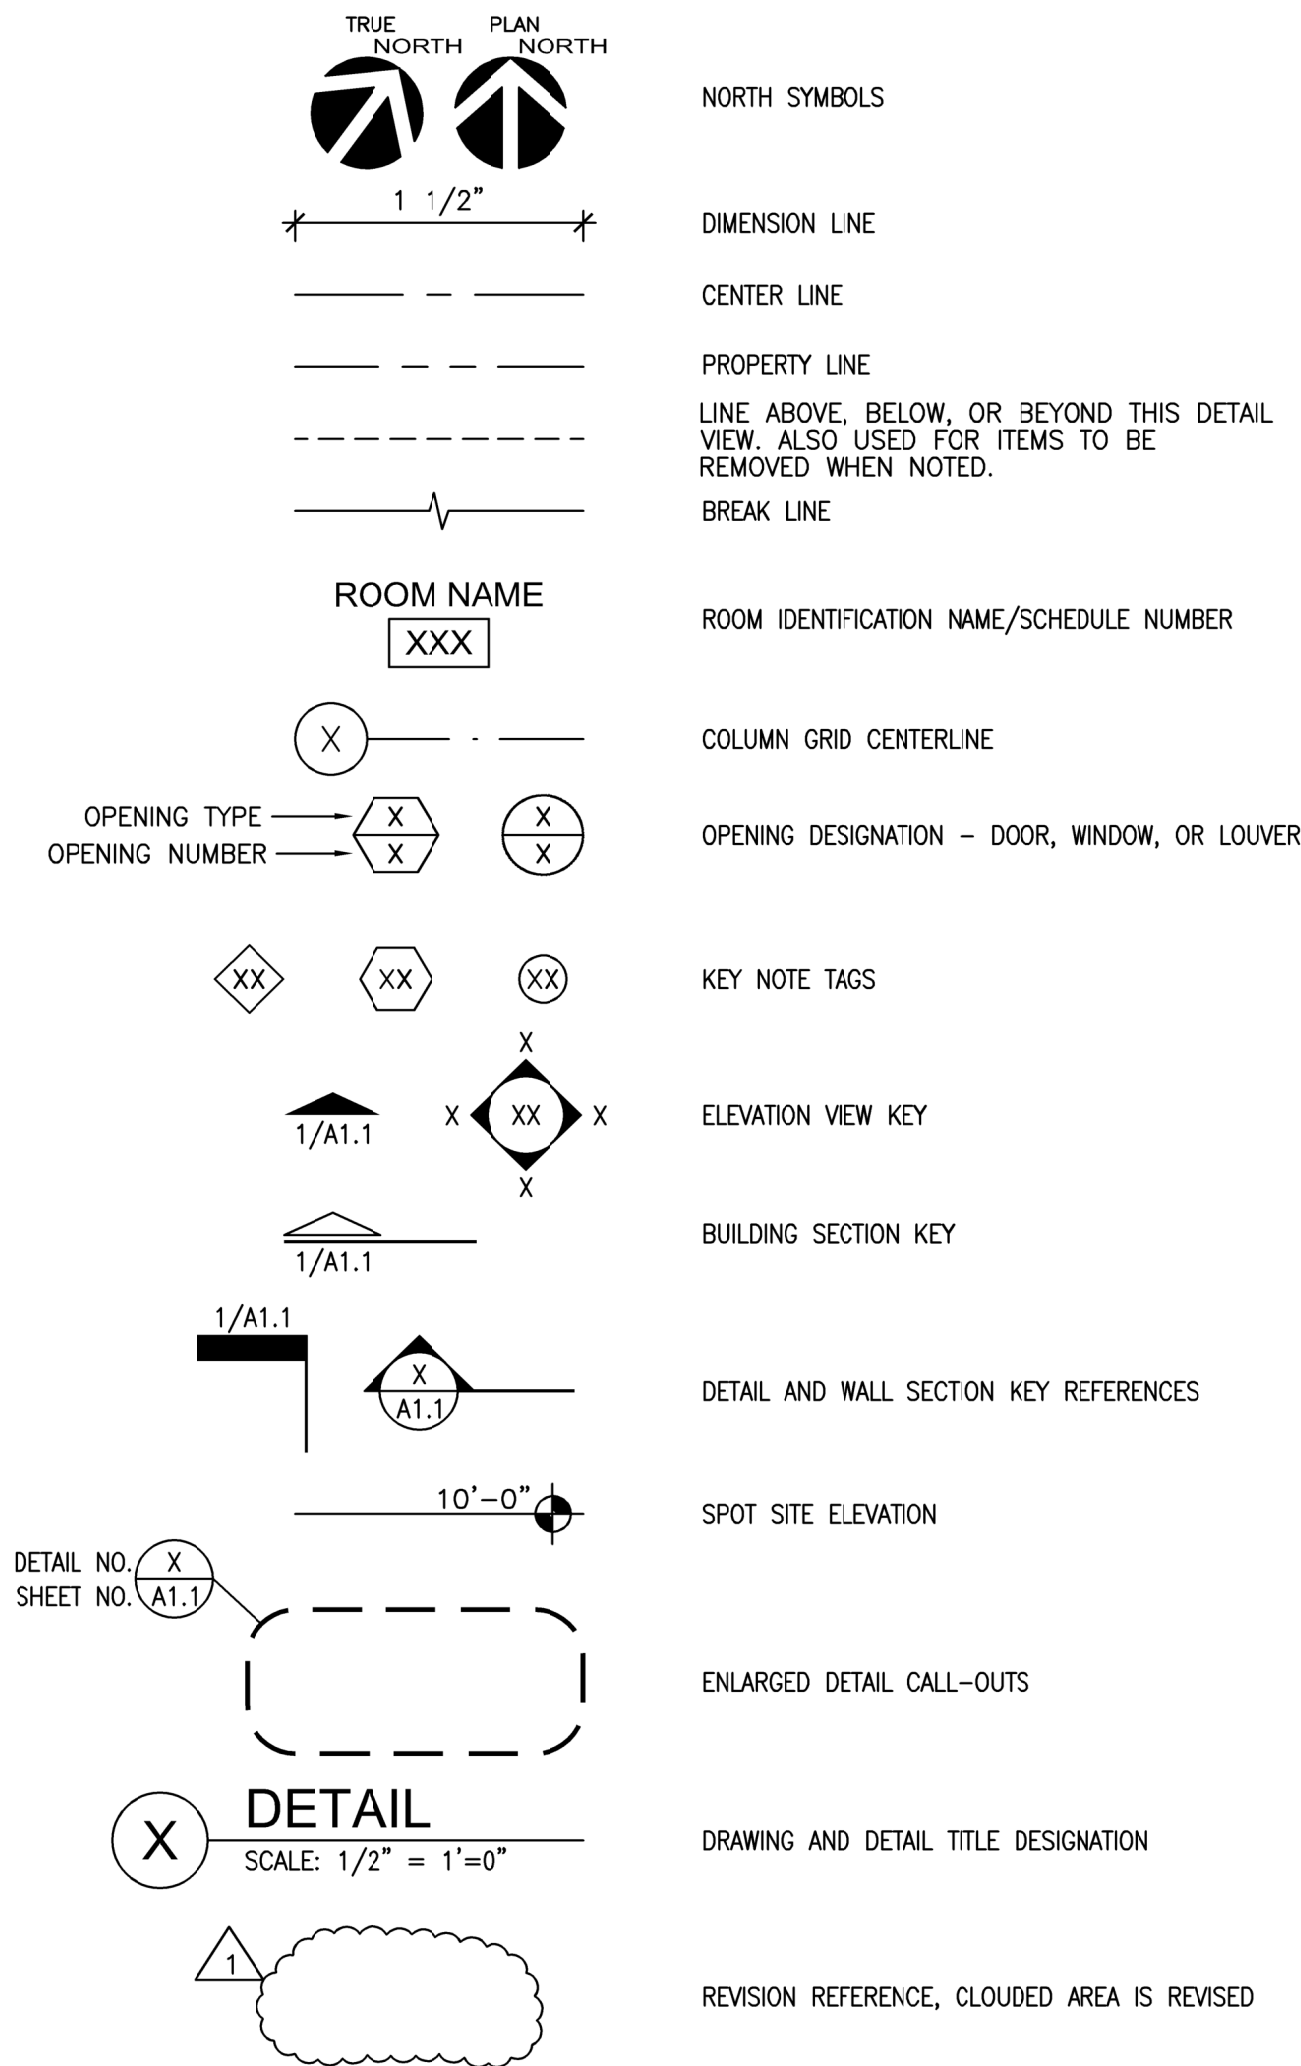 TRUE
NORTH
PLAN
NORTH
NORTH SYMBOLS
1 1/2"
DIMENSION LINE
CENTER LINE
PROPERTY LINE
LINE ABOVE, BELOW, OR BEYOND THIS DETAIL
VIEW. ALSO USED FOR ITEMS TO BE
REMOVED WHEN NOTED.
BREAK LINE
ROOM NAME
XXX
ROOM IDENTIFICATION NAME/SCHEDULE NUMBER
X
COLUMN GRID CENTERLINE
OPENING TYPE
OPENING NUMBER
X
X
X
X
OPENING DESIGNATION – DOOR, WINDOW, OR LOUVER
XX
XX
XX
KEY NOTE TAGS
1/A1.1
X
X
XX
X
X
ELEVATION VIEW KEY
1/A1.1
BUILDING SECTION KEY
1/A1.1
X
A1.1
DETAIL AND WALL SECTION KEY REFERENCES
10'-0"
SPOT SITE ELEVATION
DETAIL NO.
X
SHEET NO.
A1.1
ENLARGED DETAIL CALL-OUTS
X
DETAIL
SCALE: 1/2" = 1'=0"
DRAWING AND DETAIL TITLE DESIGNATION
1
REVISION REFERENCE, CLOUDED AREA IS REVISED